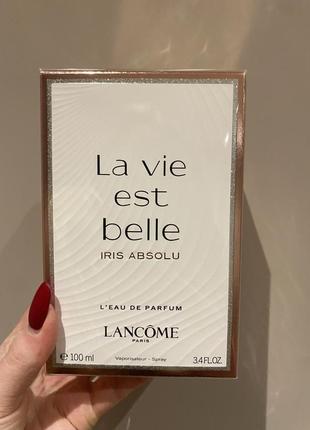 La vie
est
belle
IRIS ABSOLU
L'EAU DE PARFUM
LANCÔME
PARIS
℮ 100 ml Vaporisateur - Spray 3.4 FL.OZ.